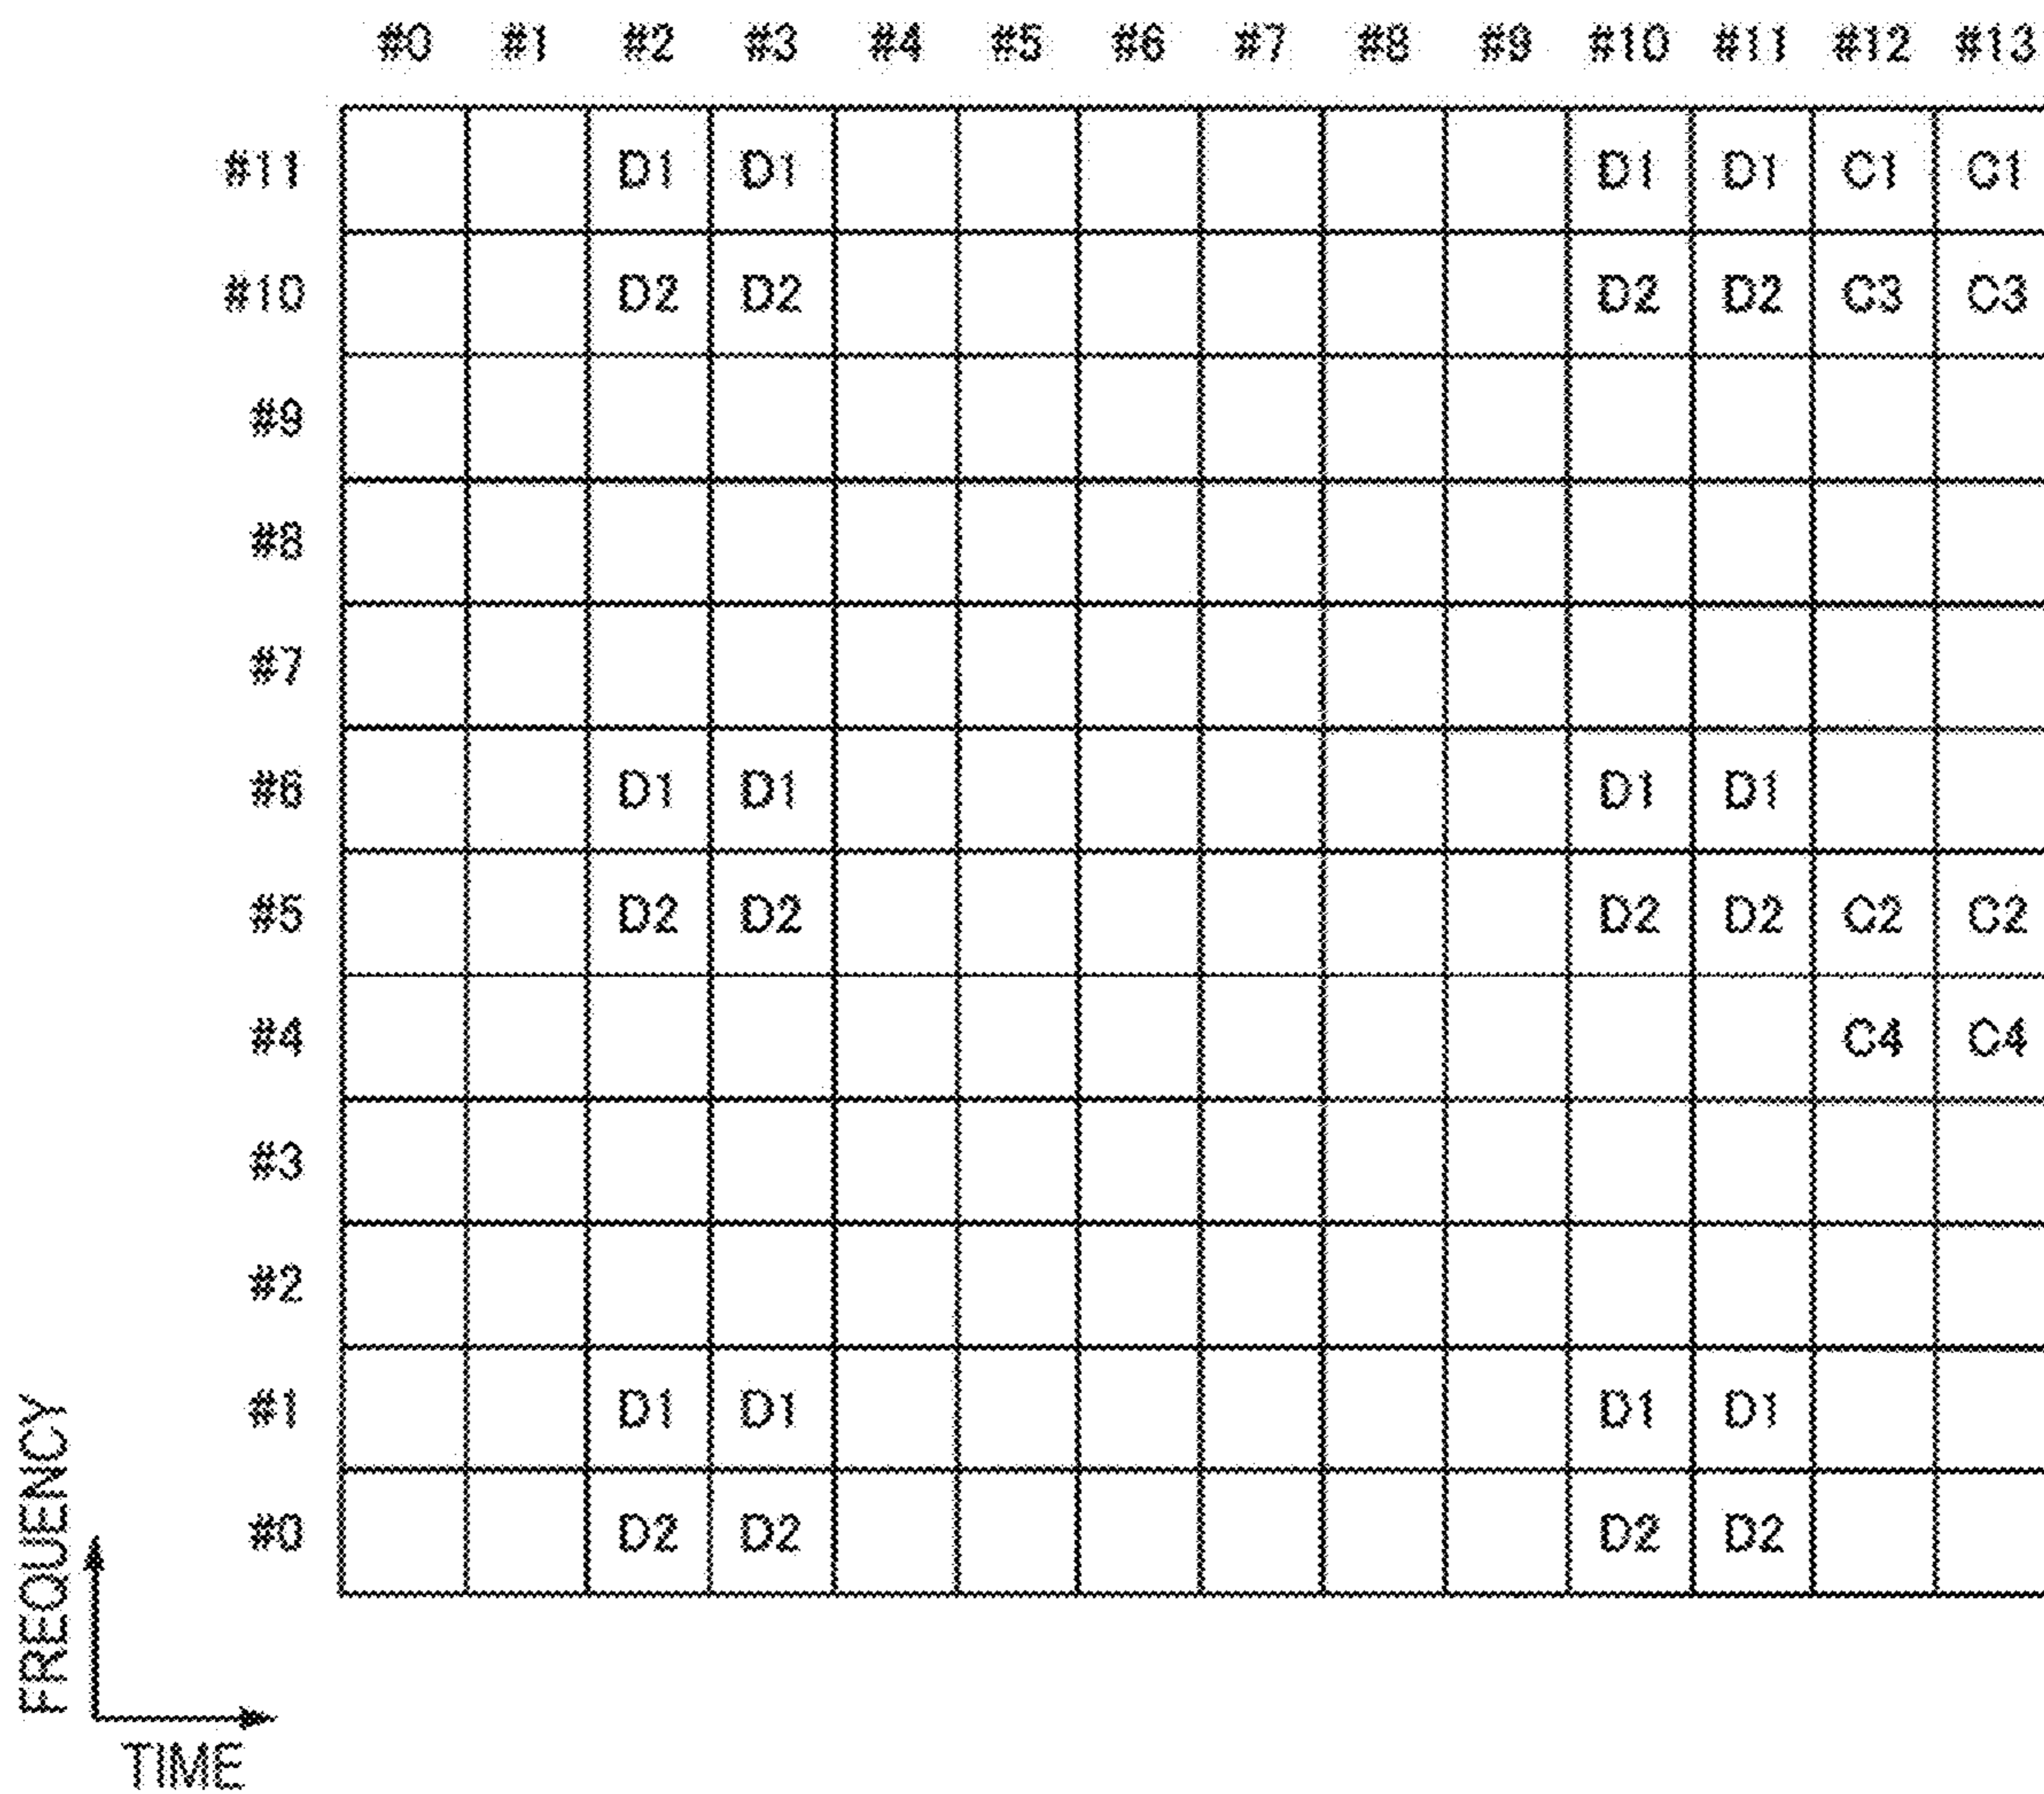 #0 #1 #2 #3 #4 #5 #6 #7 #8 #9 #10 #11 #12 #13
#11 D1 D1 D1 D1 C1 C1
#10 D2 D2 D2 D2 C3 C3
#9
#8
#7
#6 D1 D1 D1 D1
#5 D2 D2 D2 D2 C2 C2
#4 C4 C4
#3
#2
#1 D1 D1 D1 D1
#0 D2 D2 D2 D2
FREQUENCY
TIME